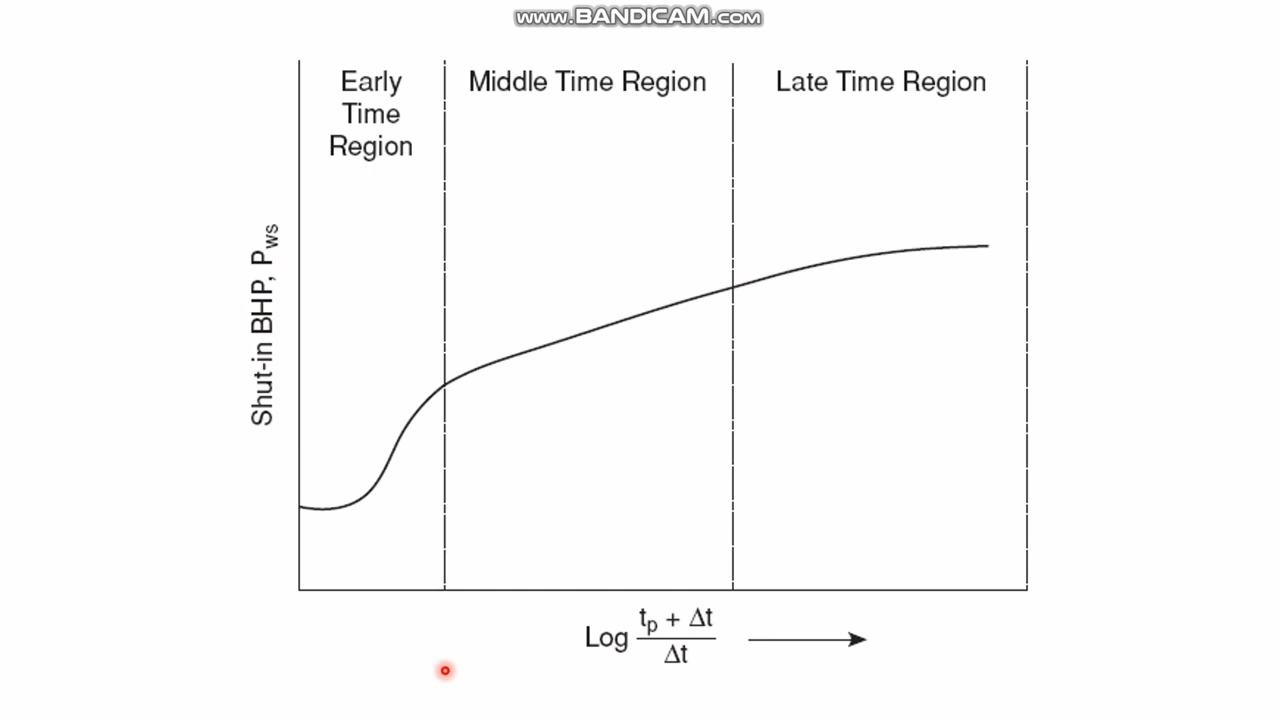 www.BANDICAM.com
Early
Time
Region
Middle Time Region
Late Time Region
Shut-in BHP, Pws
Log (tp + Δt) / Δt